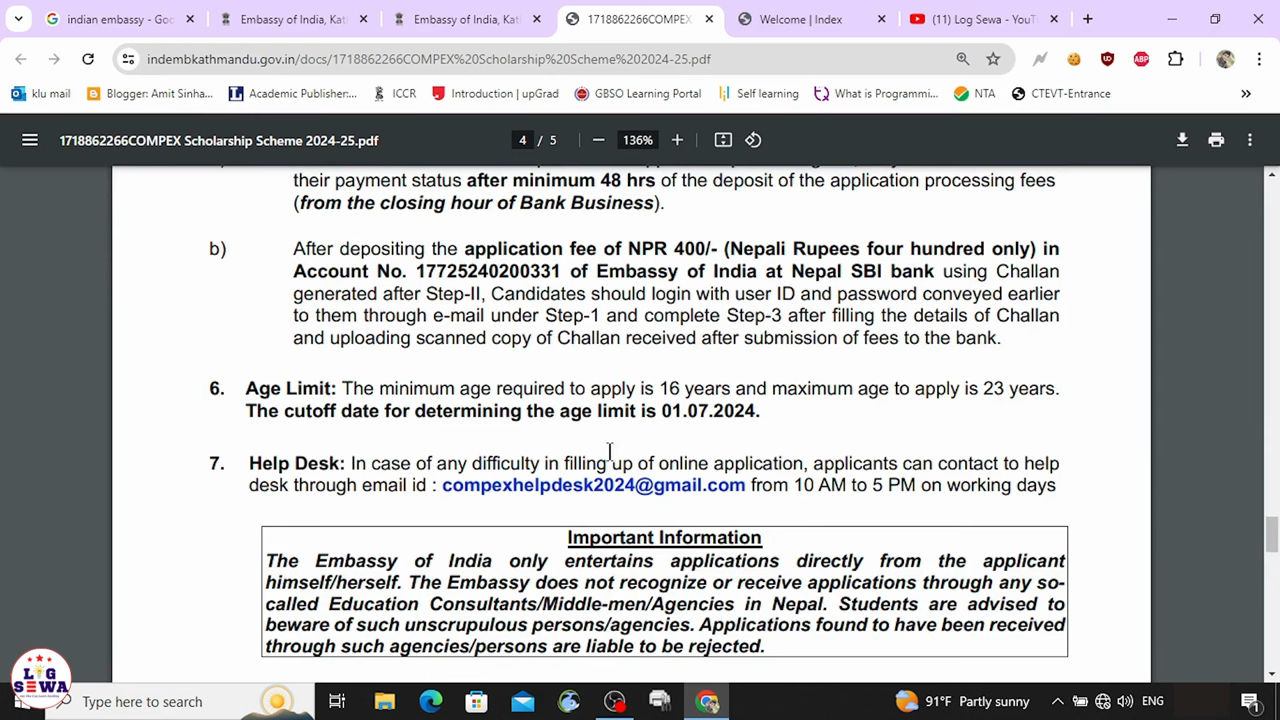 indian embassy - Goo
Embassy of India, Kat
Embassy of India, Kat
1718862266COMPEX
Welcome | Index
(11) Log Sewa - YouT
indembkathmandu.gov.in/docs/1718862266COMPEX%20Scholarship%20Scheme%202024-25.pdf
klu mail
Blogger: Amit Sinha...
Academic Publisher:...
ICCR
Introduction | upGrad
GBSO Learning Portal
Self learning
What is Programmi...
NTA
CTEVT-Entrance
1718862266COMPEX Scholarship Scheme 2024-25.pdf
4 / 5
136%
their payment status after minimum 48 hrs of the deposit of the application processing fees
(from the closing hour of Bank Business).
b) After depositing the application fee of NPR 400/- (Nepali Rupees four hundred only) in
Account No. 17725240200331 of Embassy of India at Nepal SBI bank using Challan
generated after Step-II, Candidates should login with user ID and password conveyed earlier
to them through e-mail under Step-1 and complete Step-3 after filling the details of Challan
and uploading scanned copy of Challan received after submission of fees to the bank.
6. Age Limit: The minimum age required to apply is 16 years and maximum age to apply is 23 years.
The cutoff date for determining the age limit is 01.07.2024.
7. Help Desk: In case of any difficulty in filling up of online application, applicants can contact to help
desk through email id : compexhelpdesk2024@gmail.com from 10 AM to 5 PM on working days
Important Information
The Embassy of India only entertains applications directly from the applicant
himself/herself. The Embassy does not recognize or receive applications through any so-
called Education Consultants/Middle-men/Agencies in Nepal. Students are advised to
beware of such unscrupulous persons/agencies. Applications found to have been received
through such agencies/persons are liable to be rejected.
LOG
SEWA
Type here to search
91°F Partly sunny
ENG